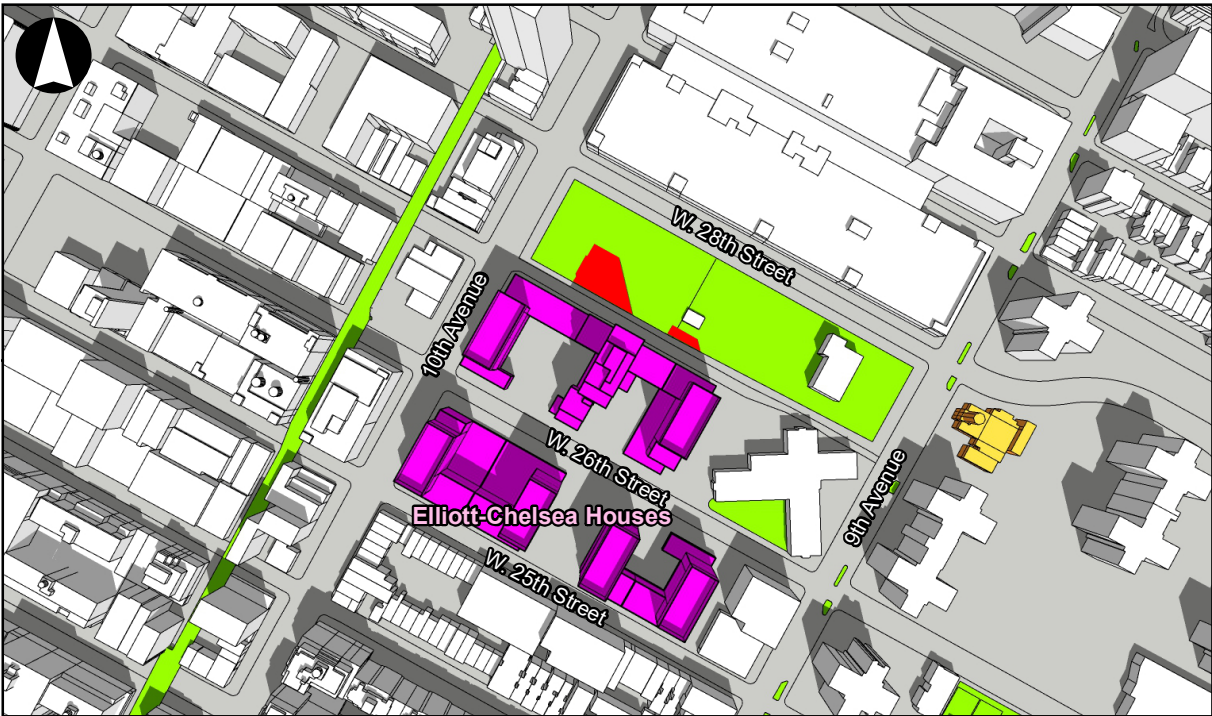 W. 28th Street
10th Avenue
W. 26th Street
9th Avenue
Elliott-Chelsea Houses
W. 25th Street